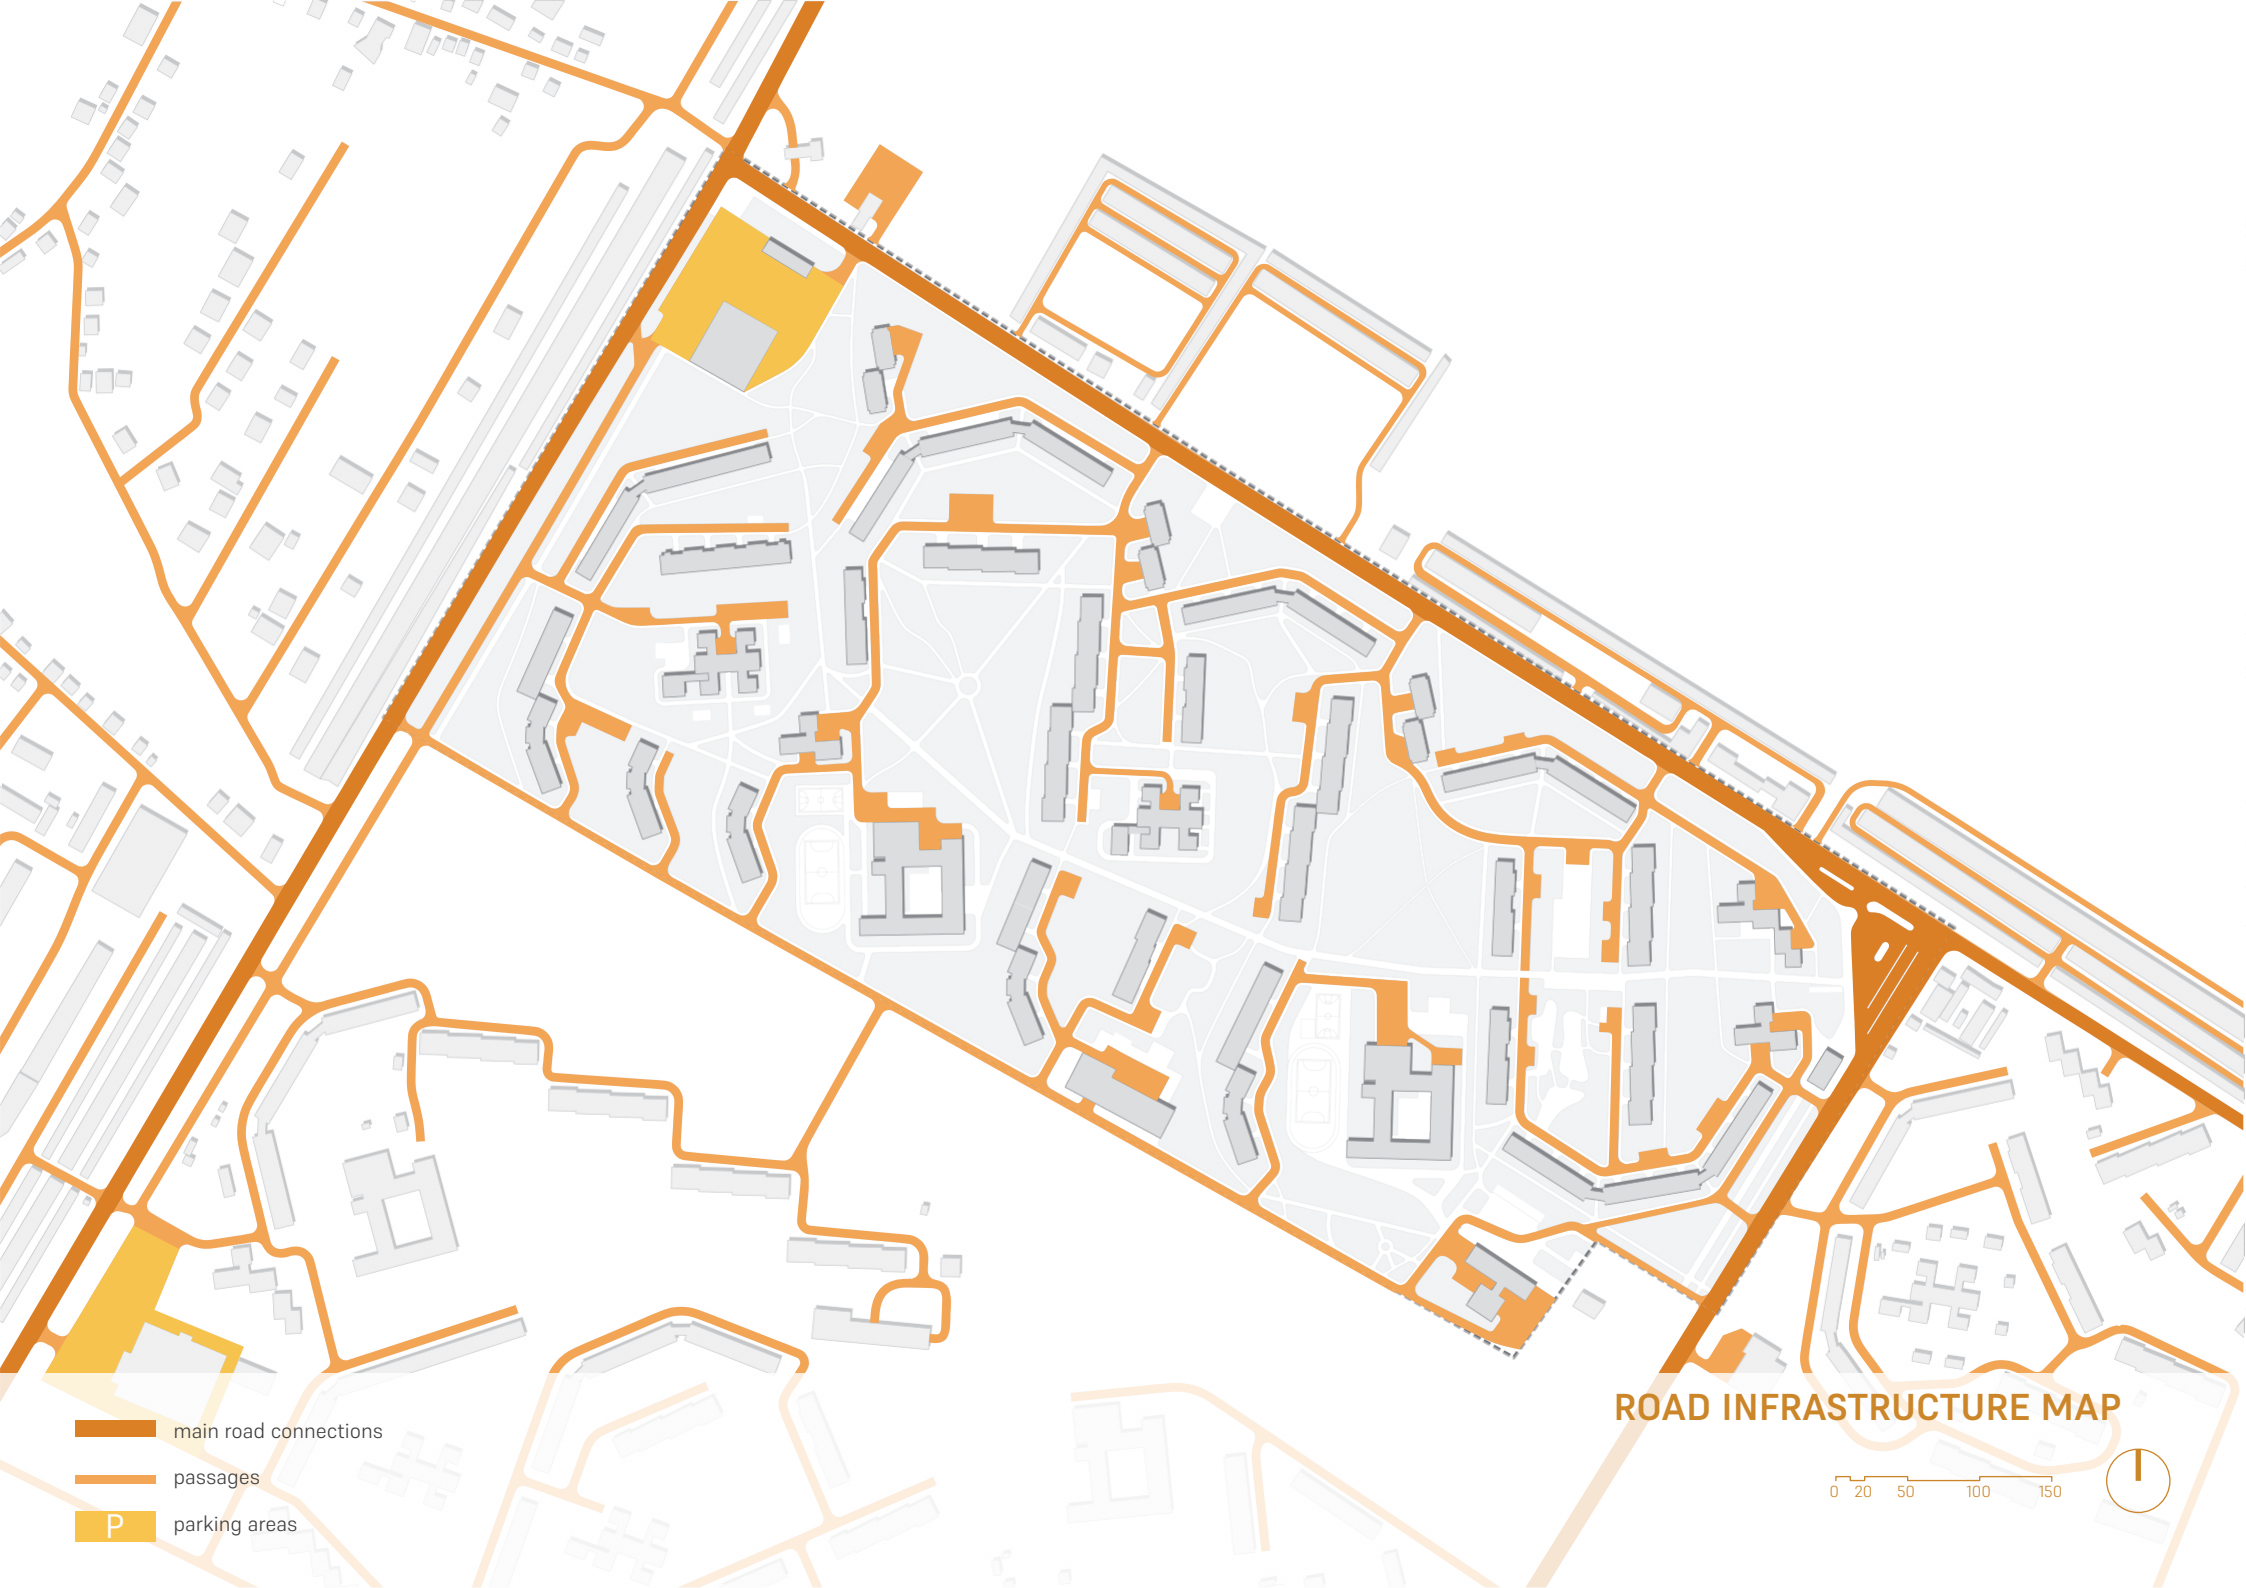 ROAD INFRASTRUCTURE MAP
main road connections
passages
P parking areas
0 20 50 100 150